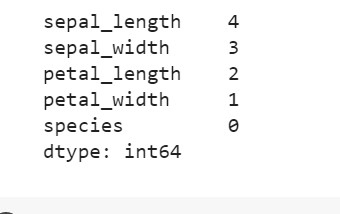 sepal_length    4
sepal_width     3
petal_length    2
petal_width     1
species         0
dtype: int64